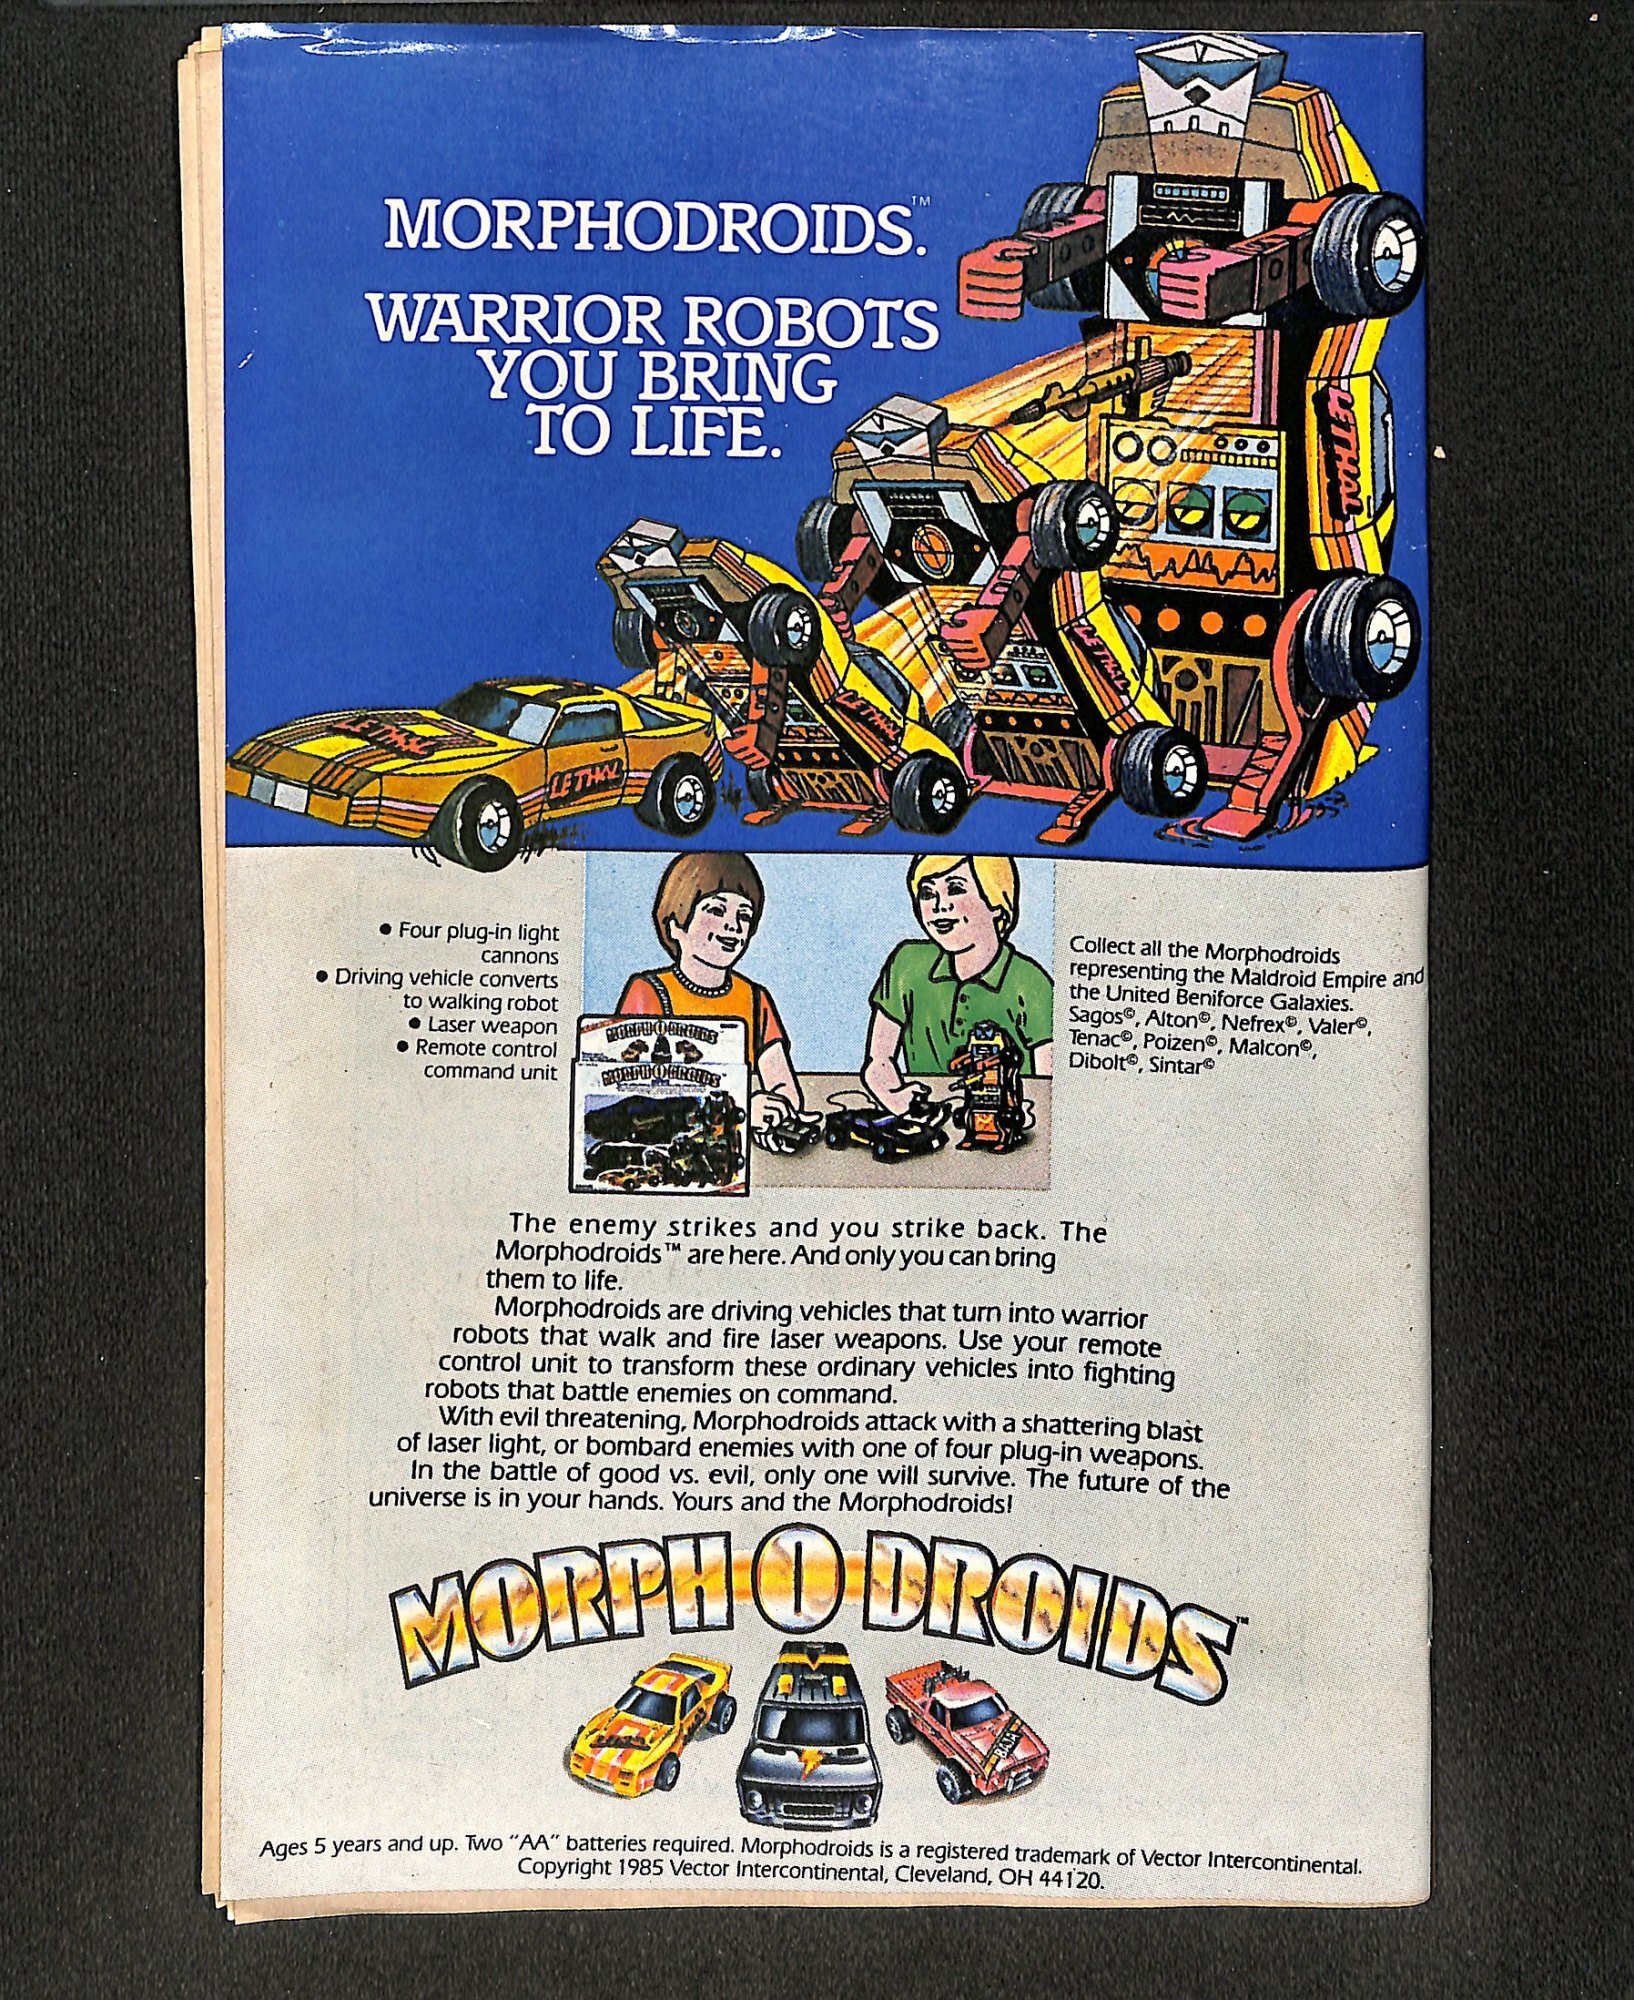 MORPHODROIDS.™
WARRIOR ROBOTS
YOU BRING
TO LIFE.
LETHAL
LETHAL
LETHAL
LETHAL
LETHAL
• Four plug-in light
cannons
• Driving vehicle converts
to walking robot
• Laser weapon
• Remote control
command unit
MORPH O DROIDS
MORPH O DROIDS
Collect all the Morphodroids
representing the Maldroid Empire and
the United Beniforce Galaxies.
Sagos©, Alton©, Nefrex©, Valer©,
Tenac©, Poizen©, Malcon©,
Dibolt©, Sintar©
The enemy strikes and you strike back. The
Morphodroids™ are here. And only you can bring
them to life.
Morphodroids are driving vehicles that turn into warrior
robots that walk and fire laser weapons. Use your remote
control unit to transform these ordinary vehicles into fighting
robots that battle enemies on command.
With evil threatening, Morphodroids attack with a shattering blast
of laser light, or bombard enemies with one of four plug-in weapons.
In the battle of good vs. evil, only one will survive. The future of the
universe is in your hands. Yours and the Morphodroids!
MORPH O DROIDS™
Ages 5 years and up. Two "AA" batteries required. Morphodroids is a registered trademark of Vector Intercontinental.
Copyright 1985 Vector Intercontinental, Cleveland, OH 44120.